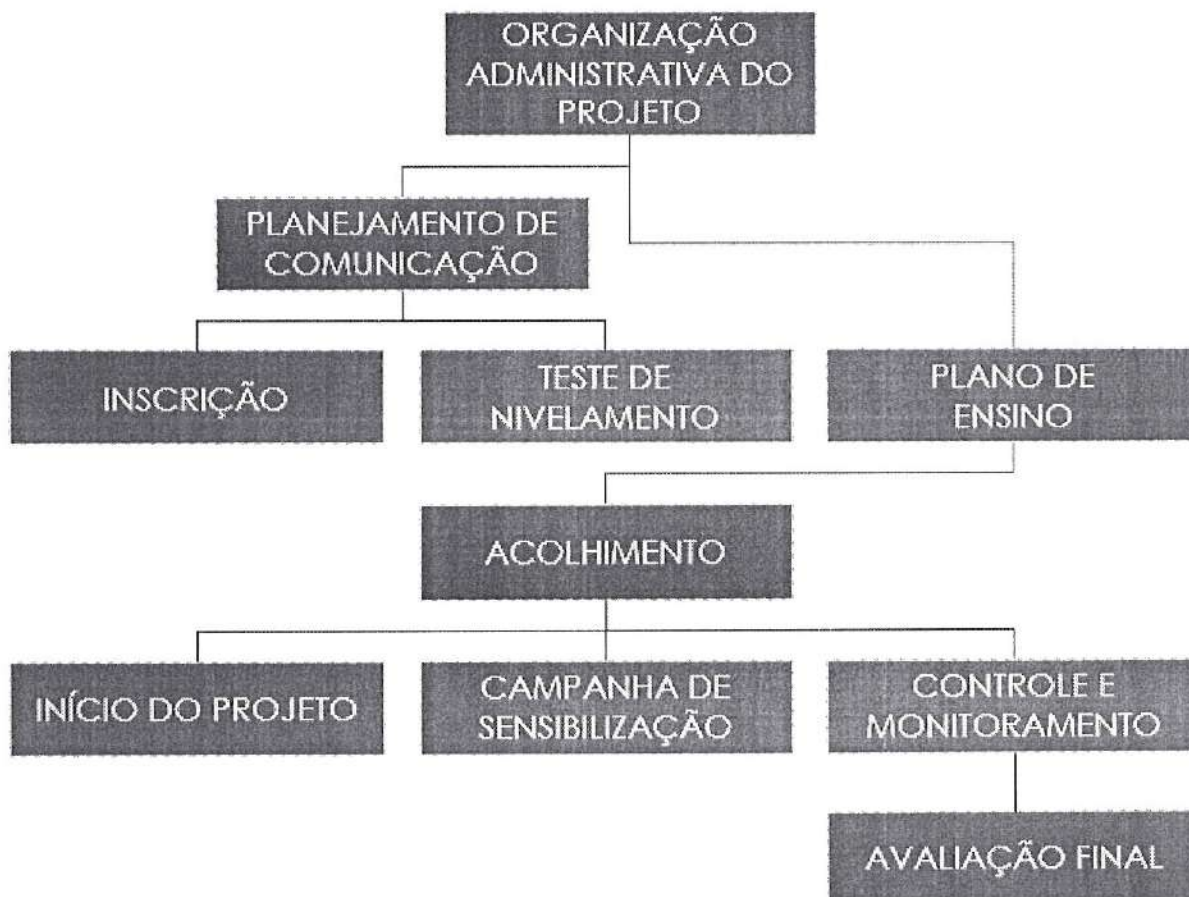 ORGANIZAÇÃO
ADMINISTRATIVA DO
PROJETO
PLANEJAMENTO DE
COMUNICAÇÃO
INSCRIÇÃO
TESTE DE
NIVELAMENTO
PLANO DE
ENSINO
ACOLHIMENTO
INÍCIO DO PROJETO
CAMPANHA DE
SENSIBILIZAÇÃO
CONTROLE E
MONITORAMENTO
AVALIAÇÃO FINAL